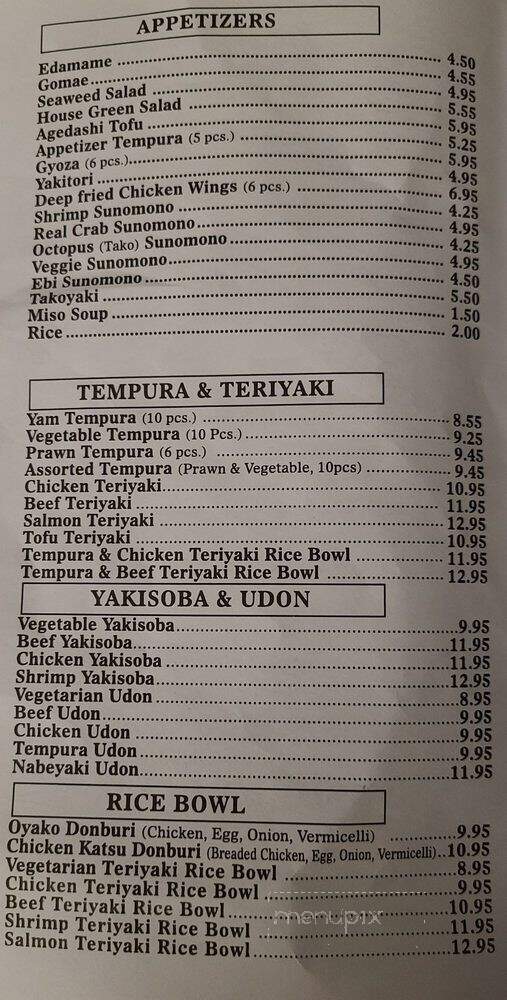 APPETIZERS
Edamame 4.50
Gomae 4.55
Seaweed Salad 4.95
House Green Salad 5.55
Agedashi Tofu 5.95
Appetizer Tempura (5 pcs.) 5.25
Gyoza (6 pcs.) 5.95
Yakitori 4.95
Deep fried Chicken Wings (6 pcs.) 6.95
Shrimp Sunomono 4.25
Real Crab Sunomono 4.95
Octopus (Tako) Sunomono 4.25
Veggie Sunomono 4.95
Ebi Sunomono 4.50
Takoyaki 5.50
Miso Soup 1.50
Rice 2.00
TEMPURA & TERIYAKI
Yam Tempura (10 pcs.) 8.55
Vegetable Tempura (10 Pcs.) 9.25
Prawn Tempura (6 pcs.) 9.45
Assorted Tempura (Prawn & Vegetable, 10pcs) 9.45
Chicken Teriyaki 10.95
Beef Teriyaki 11.95
Salmon Teriyaki 12.95
Tofu Teriyaki 10.95
Tempura & Chicken Teriyaki Rice Bowl 11.95
Tempura & Beef Teriyaki Rice Bowl 12.95
YAKISOBA & UDON
Vegetable Yakisoba 9.95
Beef Yakisoba 11.95
Chicken Yakisoba 11.95
Shrimp Yakisoba 12.95
Vegetarian Udon 8.95
Beef Udon 9.95
Chicken Udon 9.95
Tempura Udon 9.95
Nabeyaki Udon 11.95
RICE BOWL
Oyako Donburi (Chicken, Egg, Onion, Vermicelli) 9.95
Chicken Katsu Donburi (Breaded Chicken, Egg, Onion, Vermicelli) 10.95
Vegetarian Teriyaki Rice Bowl 8.95
Chicken Teriyaki Rice Bowl 9.95
Beef Teriyaki Rice Bowl 10.95
Shrimp Teriyaki Rice Bowl 11.95
Salmon Teriyaki Rice Bowl 12.95
menupix